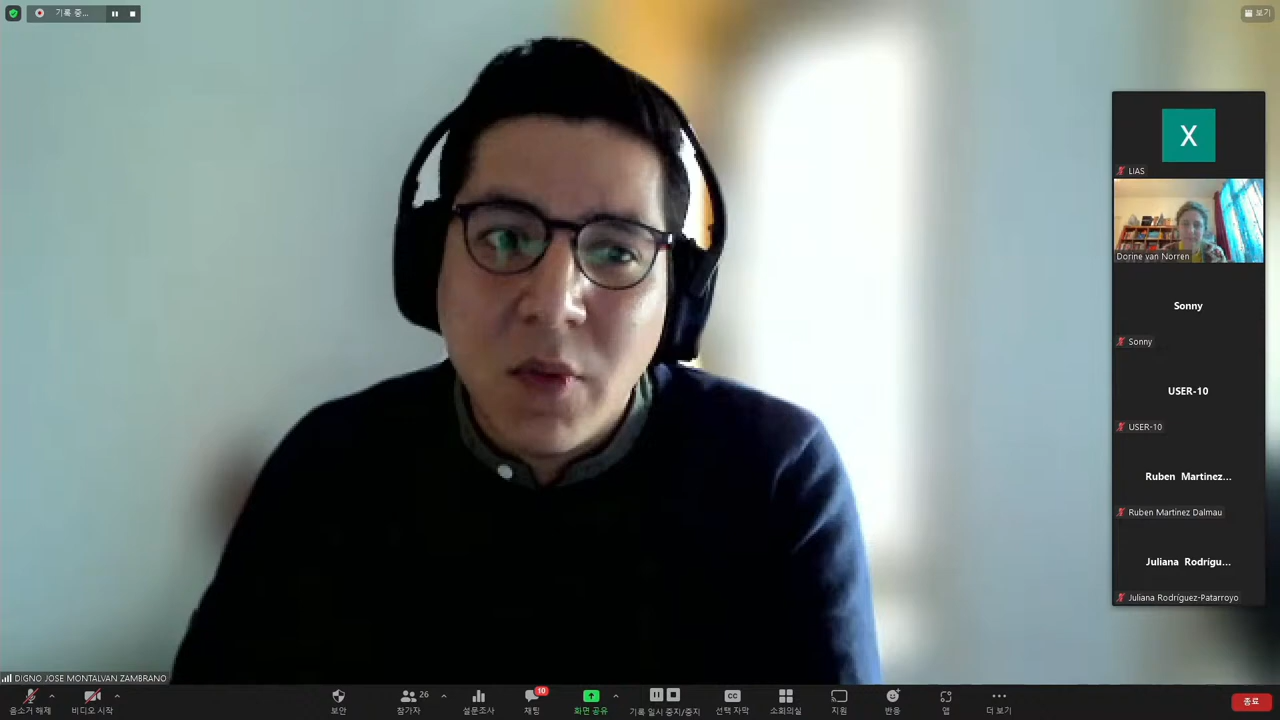 기록 중...
보기
X
LIAS
Dorine van Norren
Sonny
Sonny
USER-10
USER-10
Ruben Martinez...
Ruben Martinez Dalmau
Juliana Rodrígu...
Juliana Rodríguez-Patarroyo
DIGNO JOSE MONTALVAN ZAMBRANO
음소거 해제
비디오 시작
보안
26
참가자
설문조사
10
채팅
화면 공유
기록 일시 중지/중지
CC
선택 자막
소회의실
지원
반응
앱
더 보기
종료